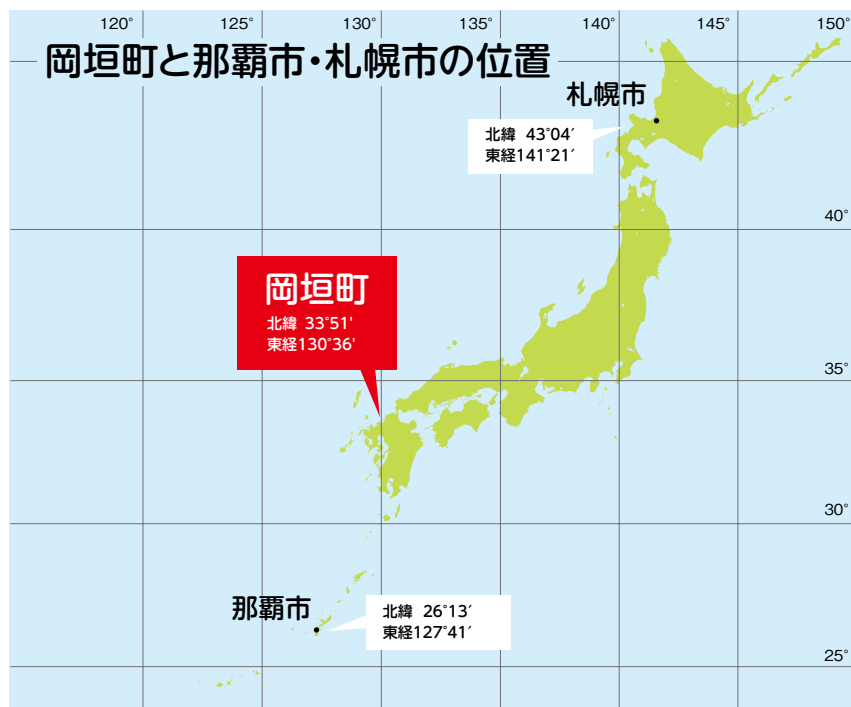 120° 125° 130° 135° 140° 145° 150°
岡垣町と那覇市・札幌市の位置
札幌市
北緯 43°04′
東経141°21′
40°
岡垣町
北緯 33°51'
東経130°36'
35°
30°
那覇市
北緯 26°13′
東経127°41′
25°